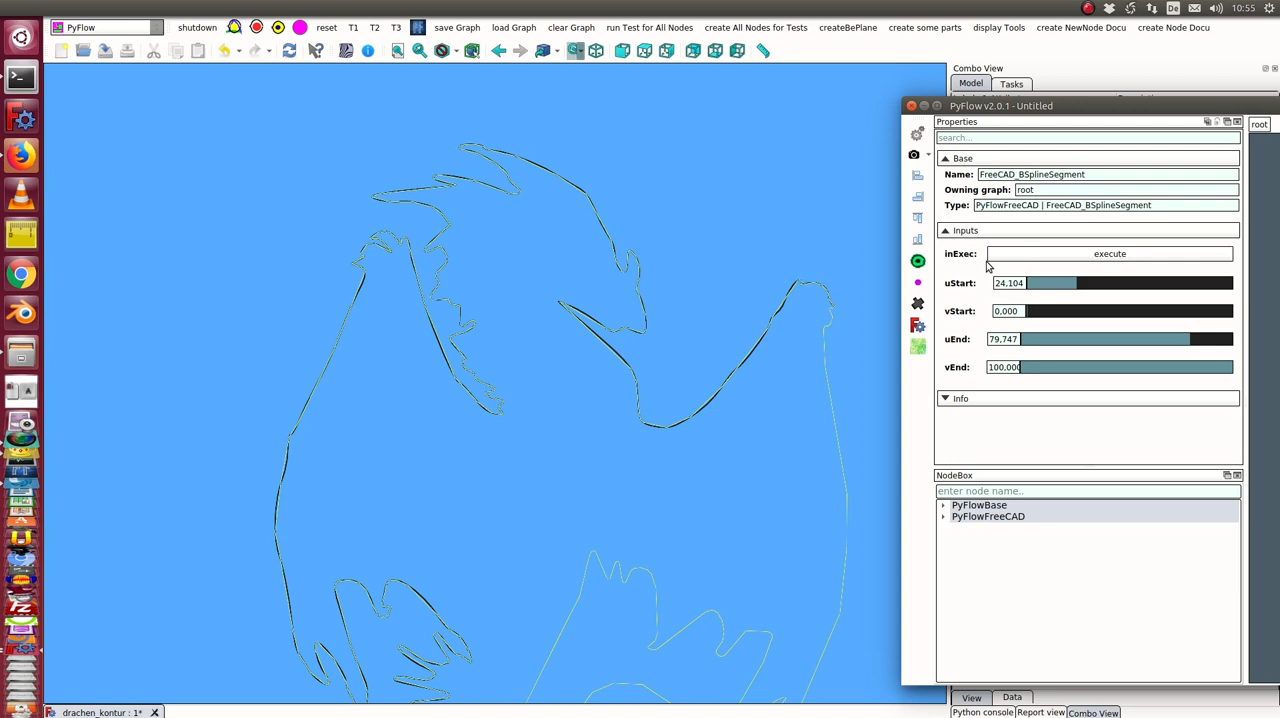 De
10:55
PyFlow
shutdown
reset
T1
T2
T3
save Graph
load Graph
clear Graph
run Test for All Nodes
create All Nodes for Tests
createBePlane
create some parts
display Tools
create NewNode Docu
create Node Docu
Combo View
Model
Tasks
PyFlow v2.0.1 - Untitled
Properties
root
search...
Base
Name:
FreeCAD_BSplineSegment
Owning graph:
root
Type:
PyFlowFreeCAD | FreeCAD_BSplineSegment
Inputs
inExec:
execute
uStart:
24,104
vStart:
0,000
uEnd:
79,747
vEnd:
100,000
Info
NodeBox
enter node name..
PyFlowBase
PyFlowFreeCAD
View
Data
drachen_kontur : 1*
Python console
Report view
Combo View